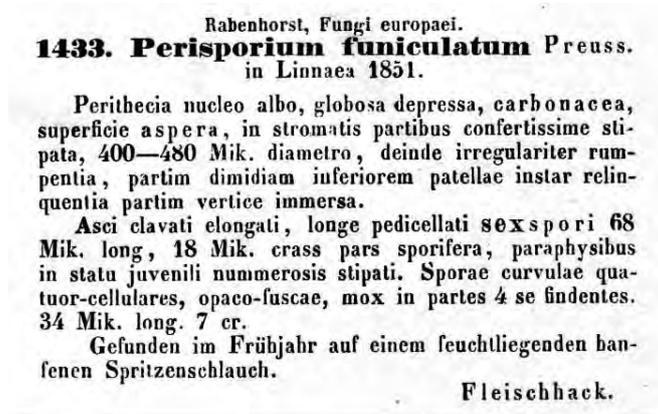 Rabenhorst, Fungi europaei.
1433. Perisporium funiculatum Preuss.
in Linnaea 1851.
Perithecia nucleo albo, globosa depressa, carbonacea,
superficie aspera, in stromatis partibus confertissime sti-
pata, 400—480 Mik. diametro, deinde irregulariter rum-
pentia, partim dimidiam inferiorem patellae instar relin-
quentia partim vertice immersa.
Asci clavati elongati, longe pedicellati sexspori 68
Mik. long, 18 Mik. crass pars sporifera, paraphysibus
in statu juvenili nummerosis stipati. Sporae curvulae qua-
tuor-cellulares, opaco-fuscae, mox in partes 4 se findentes.
34 Mik. long. 7 cr.
Gefunden im Frühjahr auf einem feuchtliegenden han-
fenen Spritzenschlauch.
Fleischhack.